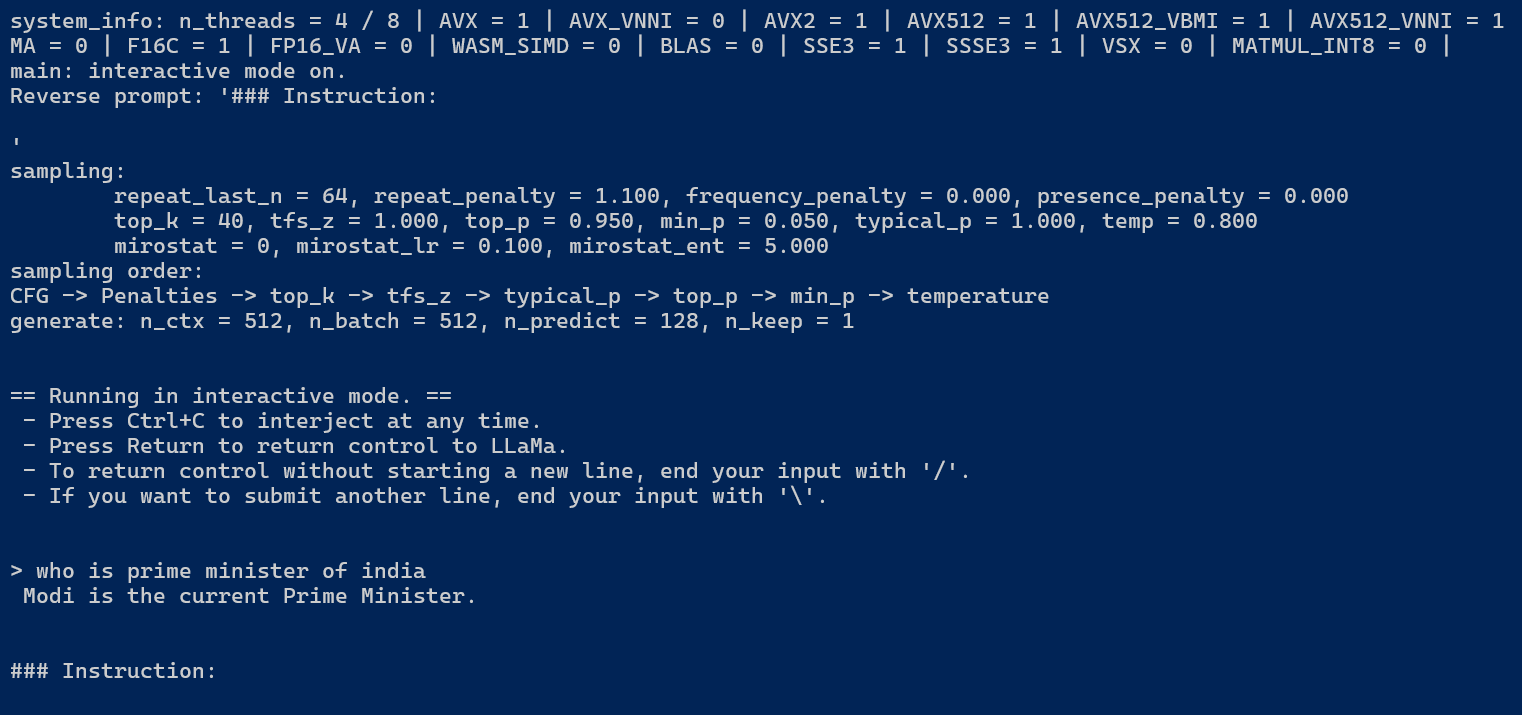 system_info: n_threads = 4 / 8 | AVX = 1 | AVX_VNNI = 0 | AVX2 = 1 | AVX512 = 1 | AVX512_VBMI = 1 | AVX512_VNNI = 1
MA = 0 | F16C = 1 | FP16_VA = 0 | WASM_SIMD = 0 | BLAS = 0 | SSE3 = 1 | SSSE3 = 1 | VSX = 0 | MATMUL_INT8 = 0 |
main: interactive mode on.
Reverse prompt: '### Instruction:
'
sampling:
repeat_last_n = 64, repeat_penalty = 1.100, frequency_penalty = 0.000, presence_penalty = 0.000
top_k = 40, tfs_z = 1.000, top_p = 0.950, min_p = 0.050, typical_p = 1.000, temp = 0.800
mirostat = 0, mirostat_lr = 0.100, mirostat_ent = 5.000
sampling order:
CFG -> Penalties -> top_k -> tfs_z -> typical_p -> top_p -> min_p -> temperature
generate: n_ctx = 512, n_batch = 512, n_predict = 128, n_keep = 1
== Running in interactive mode. ==
- Press Ctrl+C to interject at any time.
- Press Return to return control to LLaMa.
- To return control without starting a new line, end your input with '/'.
- If you want to submit another line, end your input with '\'.
> who is prime minister of india
Modi is the current Prime Minister.
### Instruction: